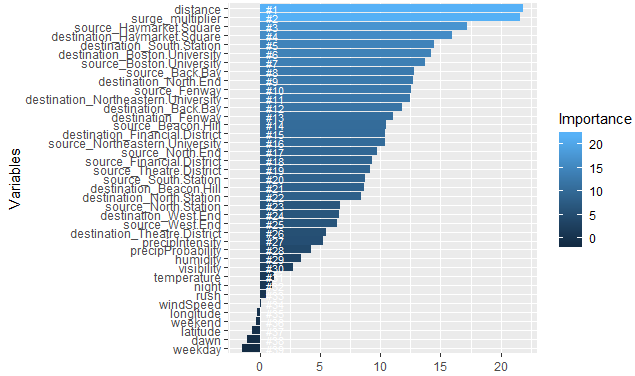 Variables
distance #1
surge_multiplier #2
source_Haymarket.Square #3
destination_Haymarket.Square #4
destination_South.Station #5
destination_Boston.University #6
source_Boston.University #7
source_Back.Bay #8
destination_North.End #9
source_Fenway #10
destination_Northeastern.University #11
destination_Back.Bay #12
destination_Fenway #13
source_Beacon.Hill #14
destination_Financial.District #15
source_Northeastern.University #16
source_North.End #17
source_Financial.District #18
source_Theatre.District #19
source_South.Station #20
destination_Beacon.Hill #21
destination_North.Station #22
source_North.Station #23
destination_West.End #24
source_West.End #25
destination_Theatre.District #26
precipIntensity #27
precipProbability #28
humidity #29
visibility #30
temperature
night
rush
windSpeed
longitude
weekend
latitude
dawn
weekday
0 5 10 15 20
Importance
20
15
10
5
0